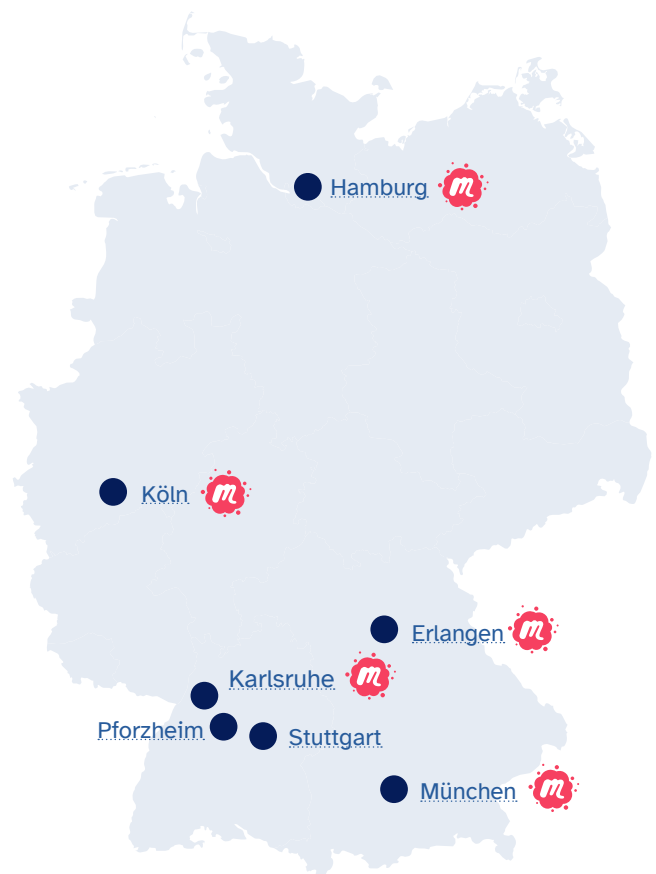 Hamburg
Köln
Erlangen
Karlsruhe
Pforzheim
Stuttgart
München